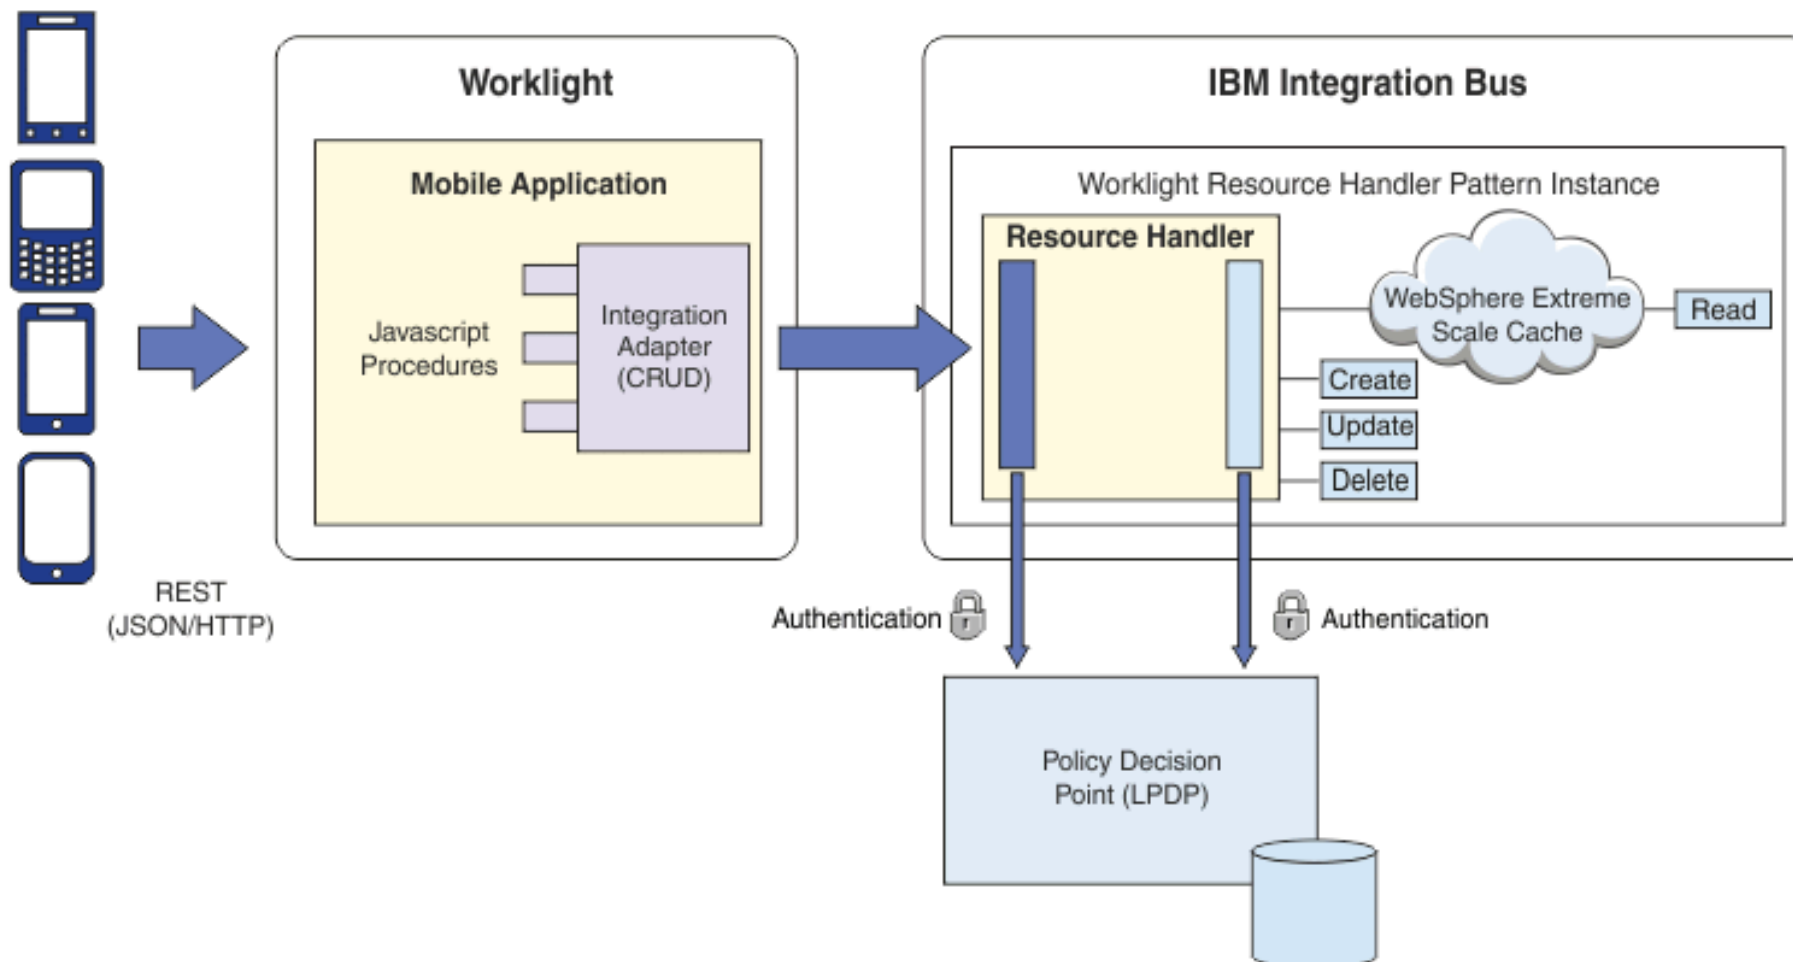 Worklight
Mobile Application
Javascript
Procedures
Integration
Adapter
(CRUD)
REST
(JSON/HTTP)
IBM Integration Bus
Worklight Resource Handler Pattern Instance
Resource Handler
WebSphere Extreme
Scale Cache
Read
Create
Update
Delete
Authentication
Authentication
Policy Decision
Point (LPDP)